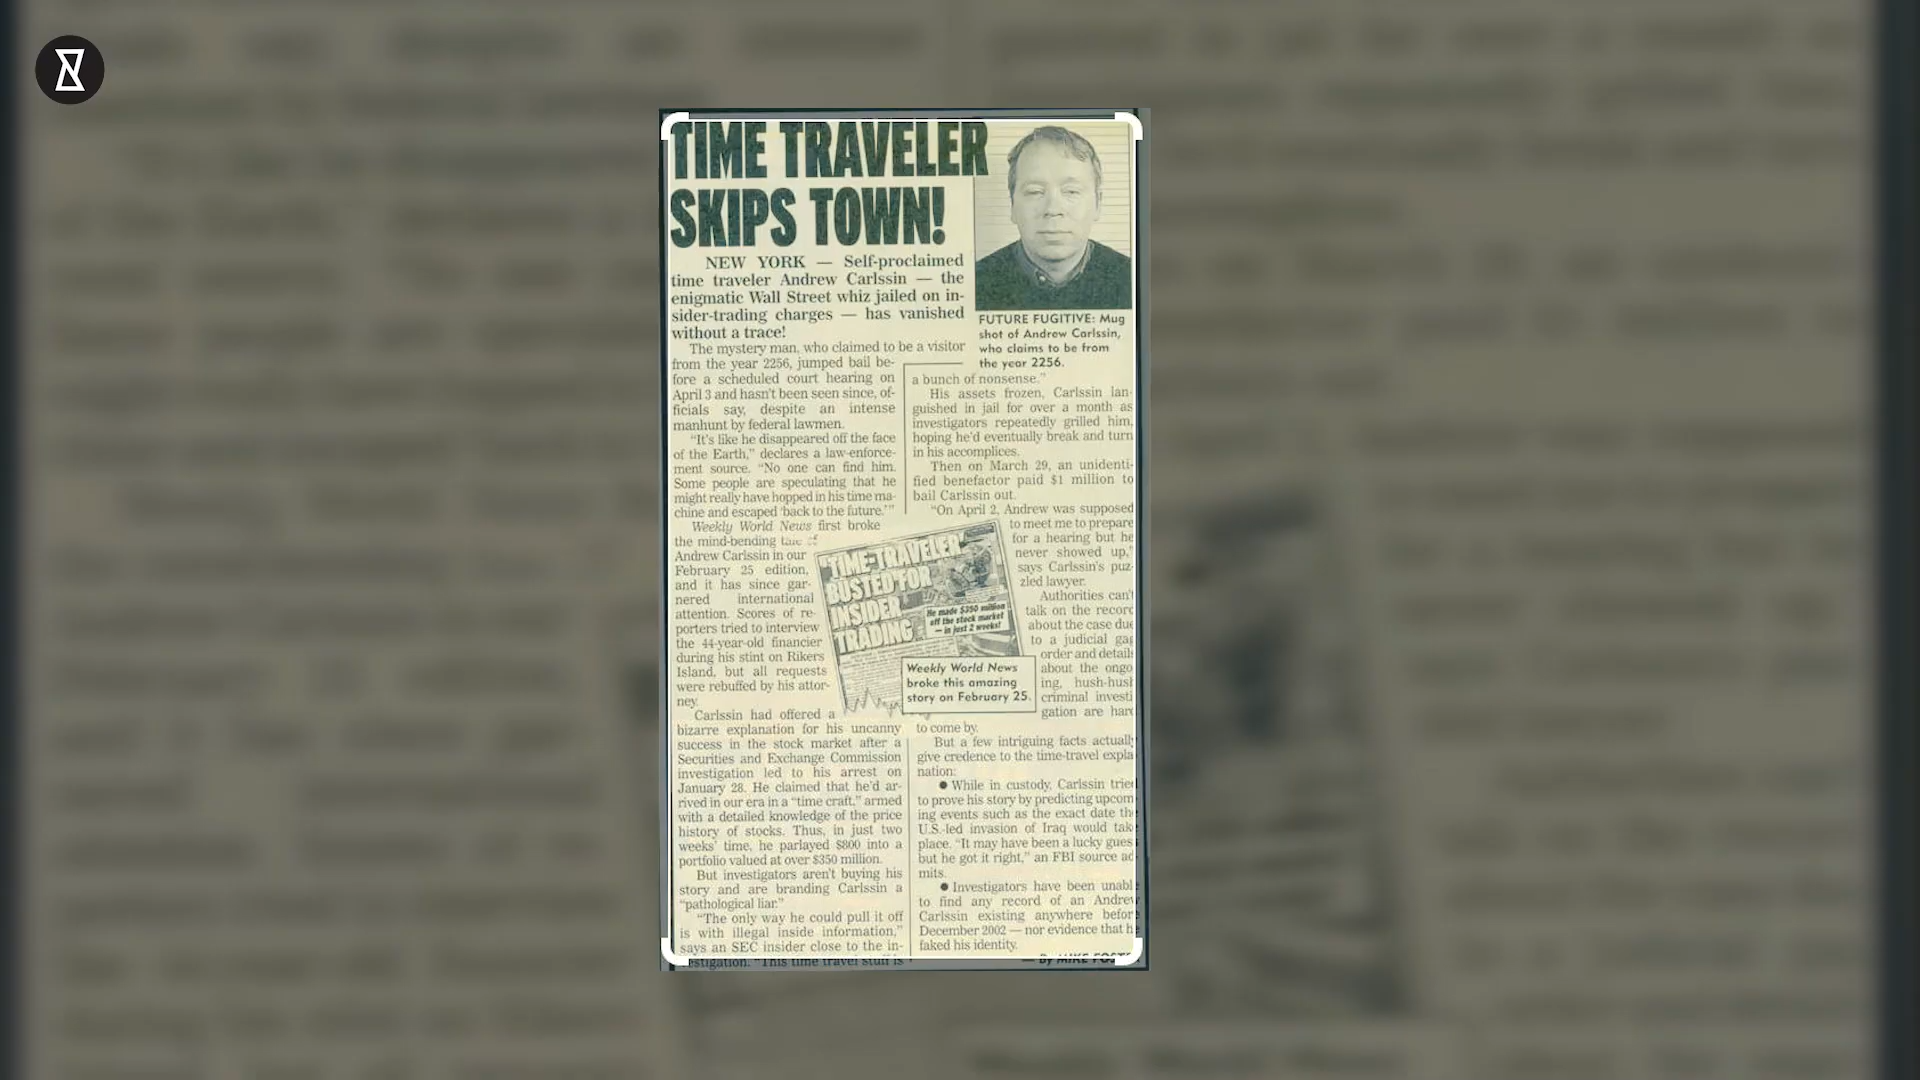 TIME TRAVELER
SKIPS TOWN!
NEW YORK — Self-proclaimed
time traveler Andrew Carlssin — the
enigmatic Wall Street whiz jailed on in-
sider-trading charges — has vanished
without a trace!
The mystery man, who claimed to be a visitor
from the year 2256, jumped bail be-
fore a scheduled court hearing on
April 3 and hasn't been seen since, of-
ficials say, despite an intense
manhunt by federal lawmen.
"It's like he disappeared off the face
of the Earth," declares a law-enforce-
ment source. "No one can find him.
Some people are speculating that he
might really have hopped in his time ma-
chine and escaped 'back to the future.'"
Weekly World News first broke
the mind-bending tale of
Andrew Carlssin in our
February 25 edition,
and it has since gar-
nered international
attention. Scores of re-
porters tried to interview
the 44-year-old financier
during his stint on Rikers
Island, but all requests
were rebuffed by his attor-
ney.
Carlssin had offered a
bizarre explanation for his uncanny
success in the stock market after a
Securities and Exchange Commission
investigation led to his arrest on
January 28. He claimed that he'd ar-
rived in our era in a "time craft," armed
with a detailed knowledge of the price
history of stocks. Thus, in just two
weeks' time, he parlayed $800 into a
portfolio valued at over $350 million.
But investigators aren't buying his
story and are branding Carlssin a
"pathological liar."
"The only way he could pull it off
is with illegal inside information,"
says an SEC insider close to the in-
vestigation. "This time travel stuff is
FUTURE FUGITIVE: Mug
shot of Andrew Carlssin,
who claims to be from
the year 2256.
a bunch of nonsense."
His assets frozen, Carlssin lan-
guished in jail for over a month as
investigators repeatedly grilled him,
hoping he'd eventually break and turn
in his accomplices.
Then on March 29, an unidenti-
fied benefactor paid $1 million to
bail Carlssin out.
"On April 2, Andrew was supposed
to meet me to prepare
for a hearing but he
never showed up,"
says Carlssin's puz-
zled lawyer.
Authorities can't
talk on the record
about the case due
to a judicial gag
order and details
about the ongo
ing, hush-hush
criminal investi
gation are hard
to come by.
TIME-TRAVELER
BUSTED FOR
INSIDER
TRADING
He made $350 million
off the stock market
— in just 2 weeks!
Weekly World News
broke this amazing
story on February 25.
But a few intriguing facts actually
give credence to the time-travel expla
nation:
● While in custody, Carlssin tried
to prove his story by predicting upcom
ing events such as the exact date the
U.S.-led invasion of Iraq would take
place. "It may have been a lucky guess
but he got it right," an FBI source ad
mits.
● Investigators have been unabl
to find any record of an Andrew
Carlssin existing anywhere before
December 2002 — nor evidence that he
faked his identity.
— By MIKE FOST